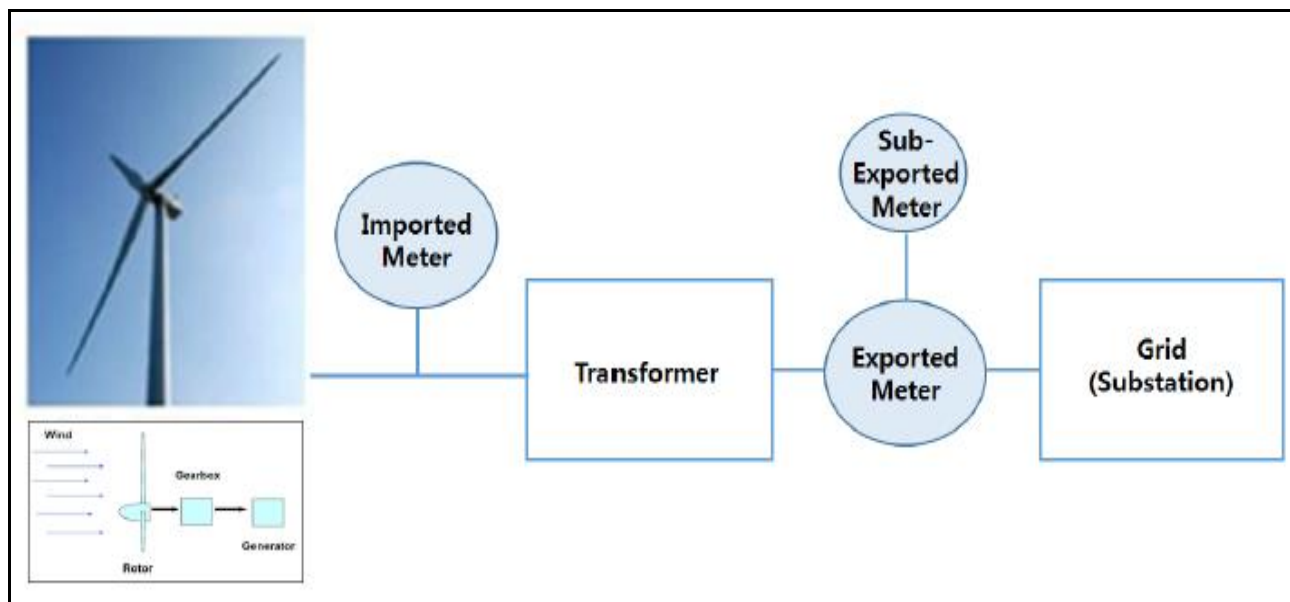 Imported
Meter
Transformer
Sub-
Exported
Meter
Exported
Meter
Grid
(Substation)
Wind
Gearbox
Generator
Rotor